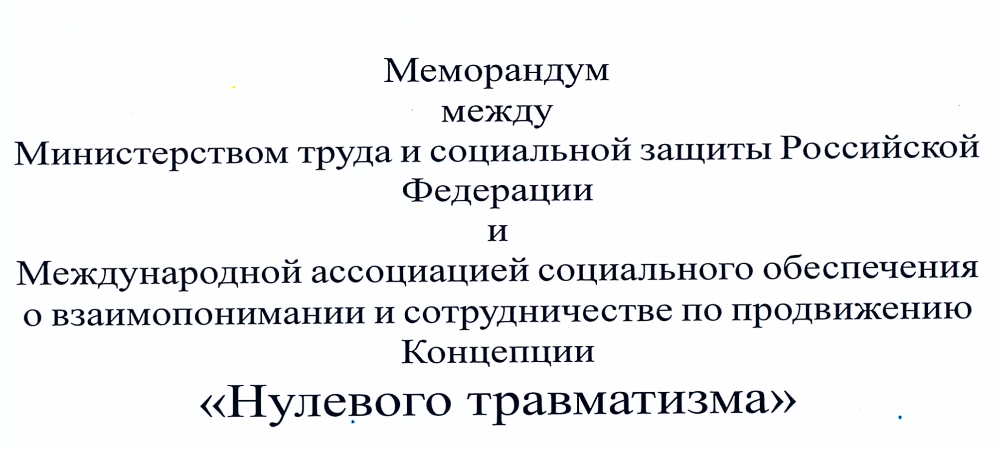 Меморандум
между
Министерством труда и социальной защиты Российской
Федерации
и
Международной ассоциацией социального обеспечения
о взаимопонимании и сотрудничестве по продвижению
Концепции
«Нулевого травматизма»